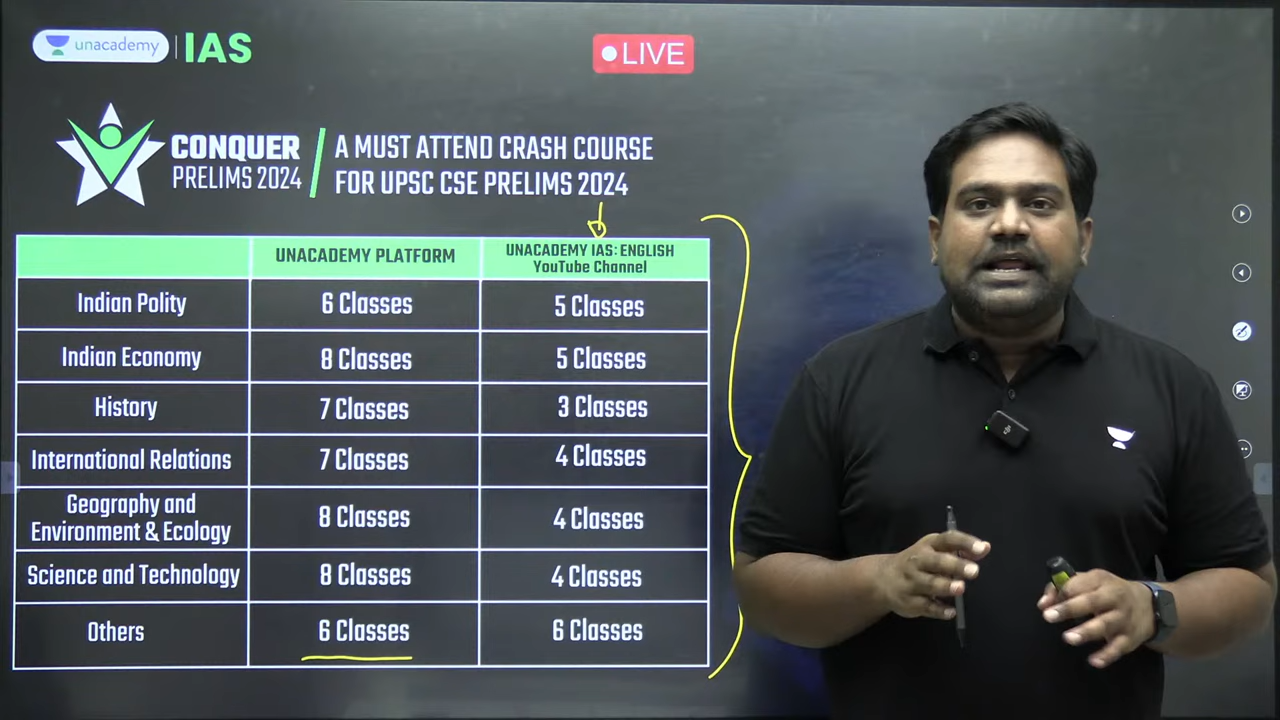 unacademy IAS
LIVE
CONQUER
PRELIMS 2024
A MUST ATTEND CRASH COURSE
FOR UPSC CSE PRELIMS 2024
UNACADEMY PLATFORM
UNACADEMY IAS: ENGLISH
YouTube Channel
Indian Polity 6 Classes 5 Classes
Indian Economy 8 Classes 5 Classes
History 7 Classes 3 Classes
International Relations 7 Classes 4 Classes
Geography and
Environment & Ecology 8 Classes 4 Classes
Science and Technology 8 Classes 4 Classes
Others 6 Classes 6 Classes